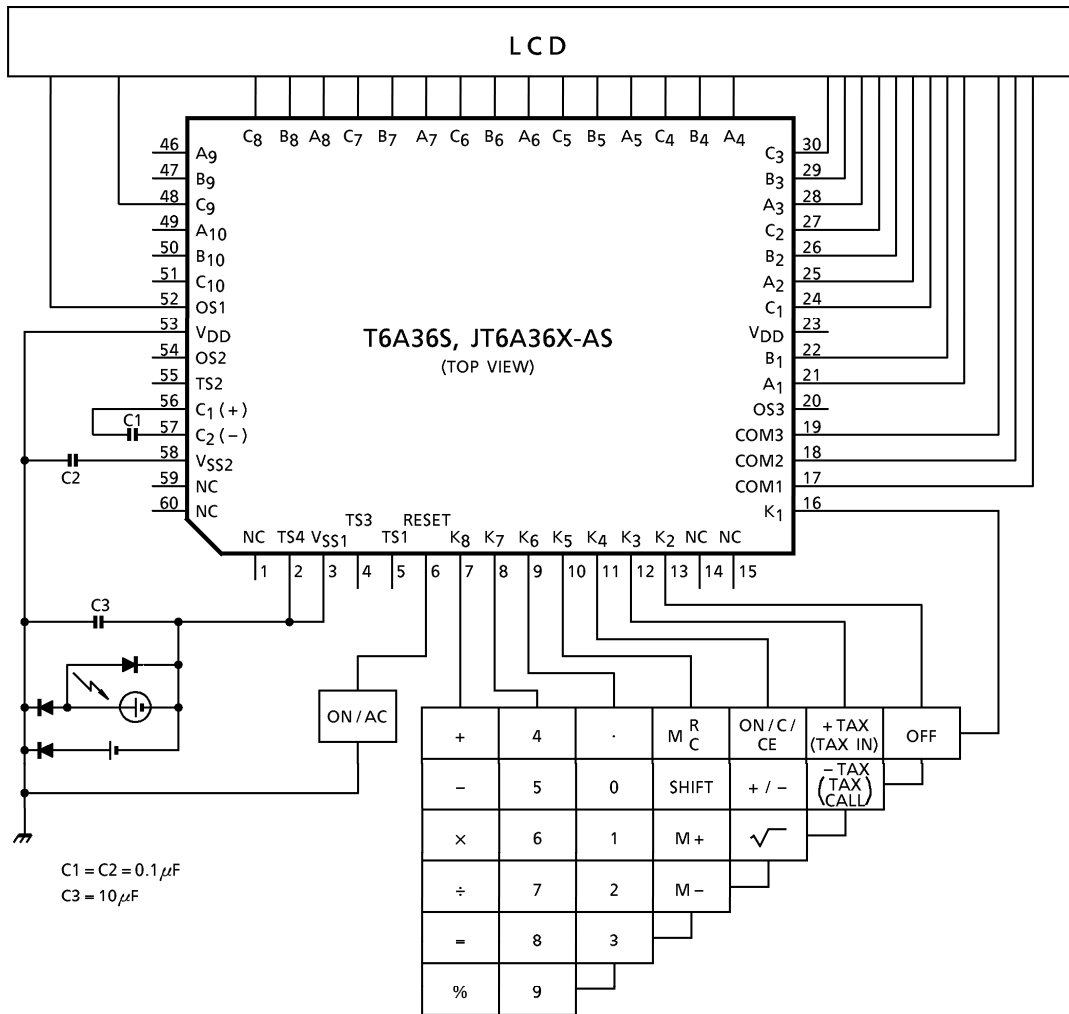 LCD
C8 B8 A8 C7 B7 A7 C6 B6 A6 C5 B5 A5 C4 B4 A4
46 A9
47 B9
48 C9
49 A10
50 B10
51 C10
52 OS1
53 VDD
54 OS2
55 TS2
56 C1 (+)
57 C2 (−)
58 VSS2
59 NC
60 NC
C1
C2
T6A36S, JT6A36X-AS
(TOP VIEW)
C3 30
B3 29
A3 28
C2 27
B2 26
A2 25
C1 24
VDD 23
B1 22
A1 21
OS3 20
COM3 19
COM2 18
COM1 17
K1 16
NC TS4 VSS1 TS3 TS1 RESET K8 K7 K6 K5 K4 K3 K2 NC NC
1 2 3 4 5 6 7 8 9 10 11 12 13 14 15
C3
ON / AC
+ 4 · M R C ON / C / CE + TAX (TAX IN) OFF
− 5 0 SHIFT + / − − TAX (TAX CALL)
× 6 1 M + √
÷ 7 2 M −
= 8 3
% 9
C1 = C2 = 0.1 μF
C3 = 10 μF